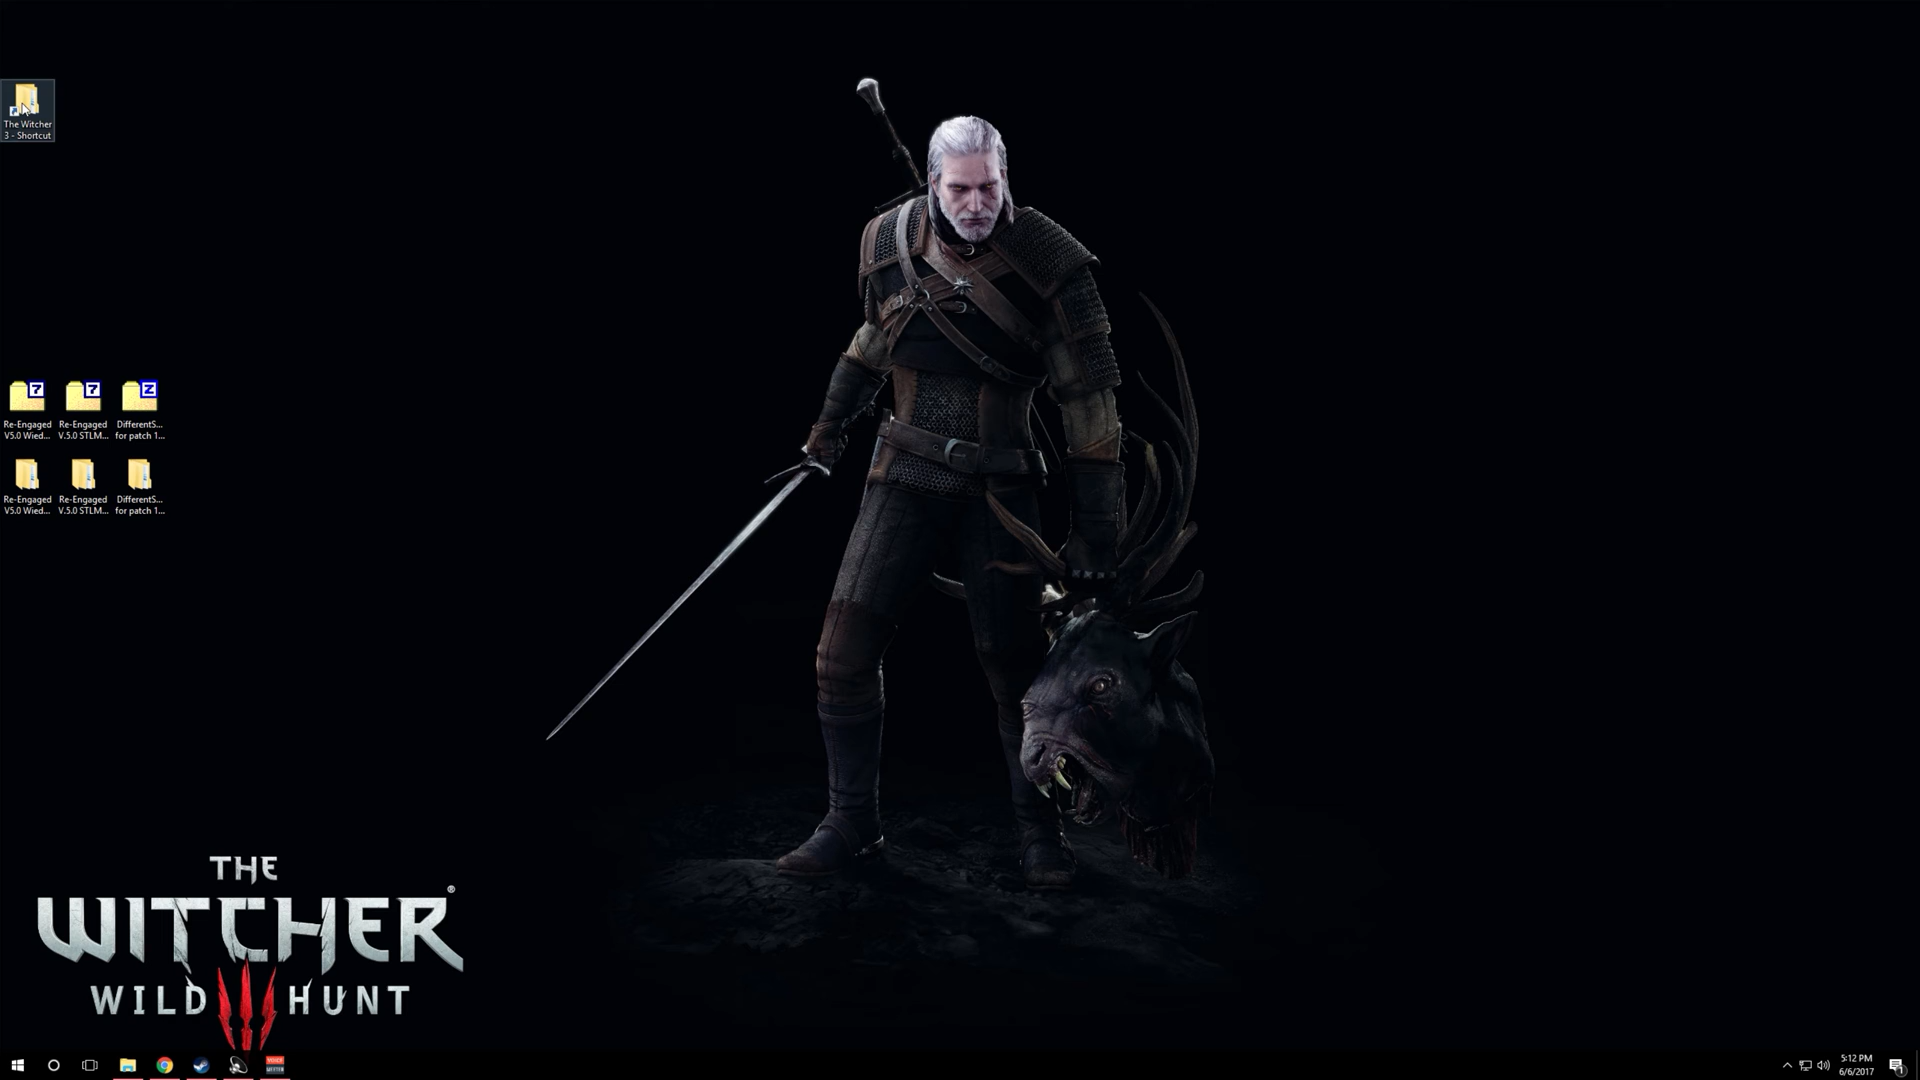 The Witcher
3 - Shortcut
Re-Engaged
V5.0 Wied...
Re-Engaged
V.5.0 STLM...
DifferentS...
for patch 1...
Re-Engaged
V5.0 Wied...
Re-Engaged
V.5.0 STLM...
DifferentS...
for patch 1...
THE
WITCHER®
WILD HUNT
5:12 PM
6/6/2017